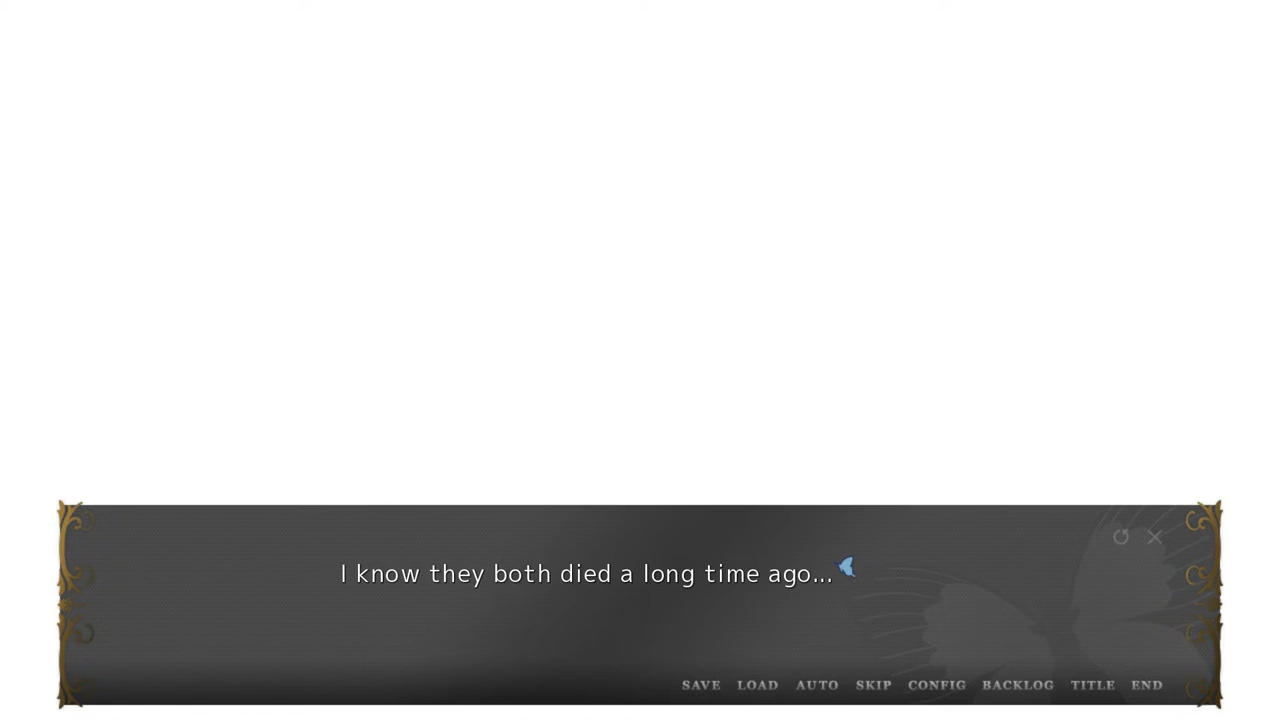 I know they both died a long time ago...
SAVE LOAD AUTO SKIP CONFIG BACKLOG TITLE END